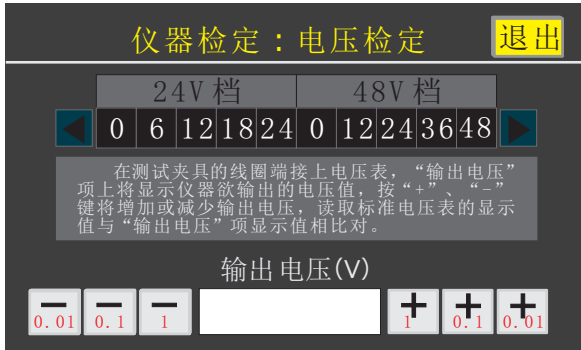 仪器检定：电压检定 退出
24V档 48V档
0 6 12 18 24 0 12 24 36 48
在测试夹具的线圈端接上电压表，“输出电压”
项上将显示仪器欲输出的电压值，按“+”、“-”
键将增加或减少输出电压，读取标准电压表的显示
值与“输出电压”项显示值相比对。
输出电压(V)
− − − + + +
0.01 0.1 1 1 0.1 0.01